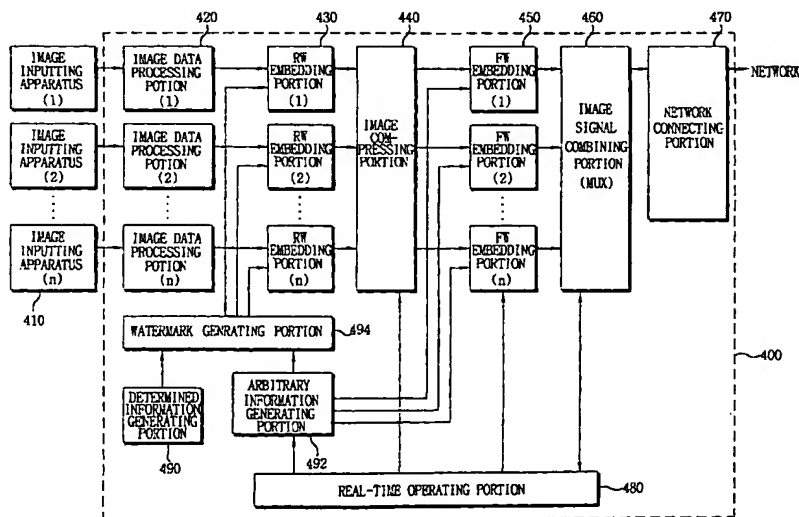 420
430
440
450
460
470
IMAGE
INPUTTING
APPARATUS
(1)
IMAGE DATA
PROCESSING
POTION
(1)
RW
EMBEDDING
PORTION
(1)
IMAGE COM-
PRESSING
PORTION
FW
EMBEDDING
PORTION
(1)
IMAGE
SIGNAL
COMBINING
PORTION
(MUX)
NETWORK
CONNECTING
PORTION
NETWORK
IMAGE
INPUTTING
APPARATUS
(2)
IMAGE DATA
PROCESSING
POTION
(2)
RW
EMBEDDING
PORTION
(2)
FW
EMBEDDING
PORTION
(2)
IMAGE
INPUTTING
APPARATUS
(n)
IMAGE DATA
PROCESSING
POTION
(n)
RW
EMBEDDING
PORTION
(n)
FW
EMBEDDING
PORTION
(n)
410
WATERMARK GENRATING PORTION
494
400
DETERMINED
INFORMATION
GENERATING
PORTION
490
ARBITRARY
INFORMATION
GENERATING
PORTION
492
REAL-TIME OPERATING PORTION
480